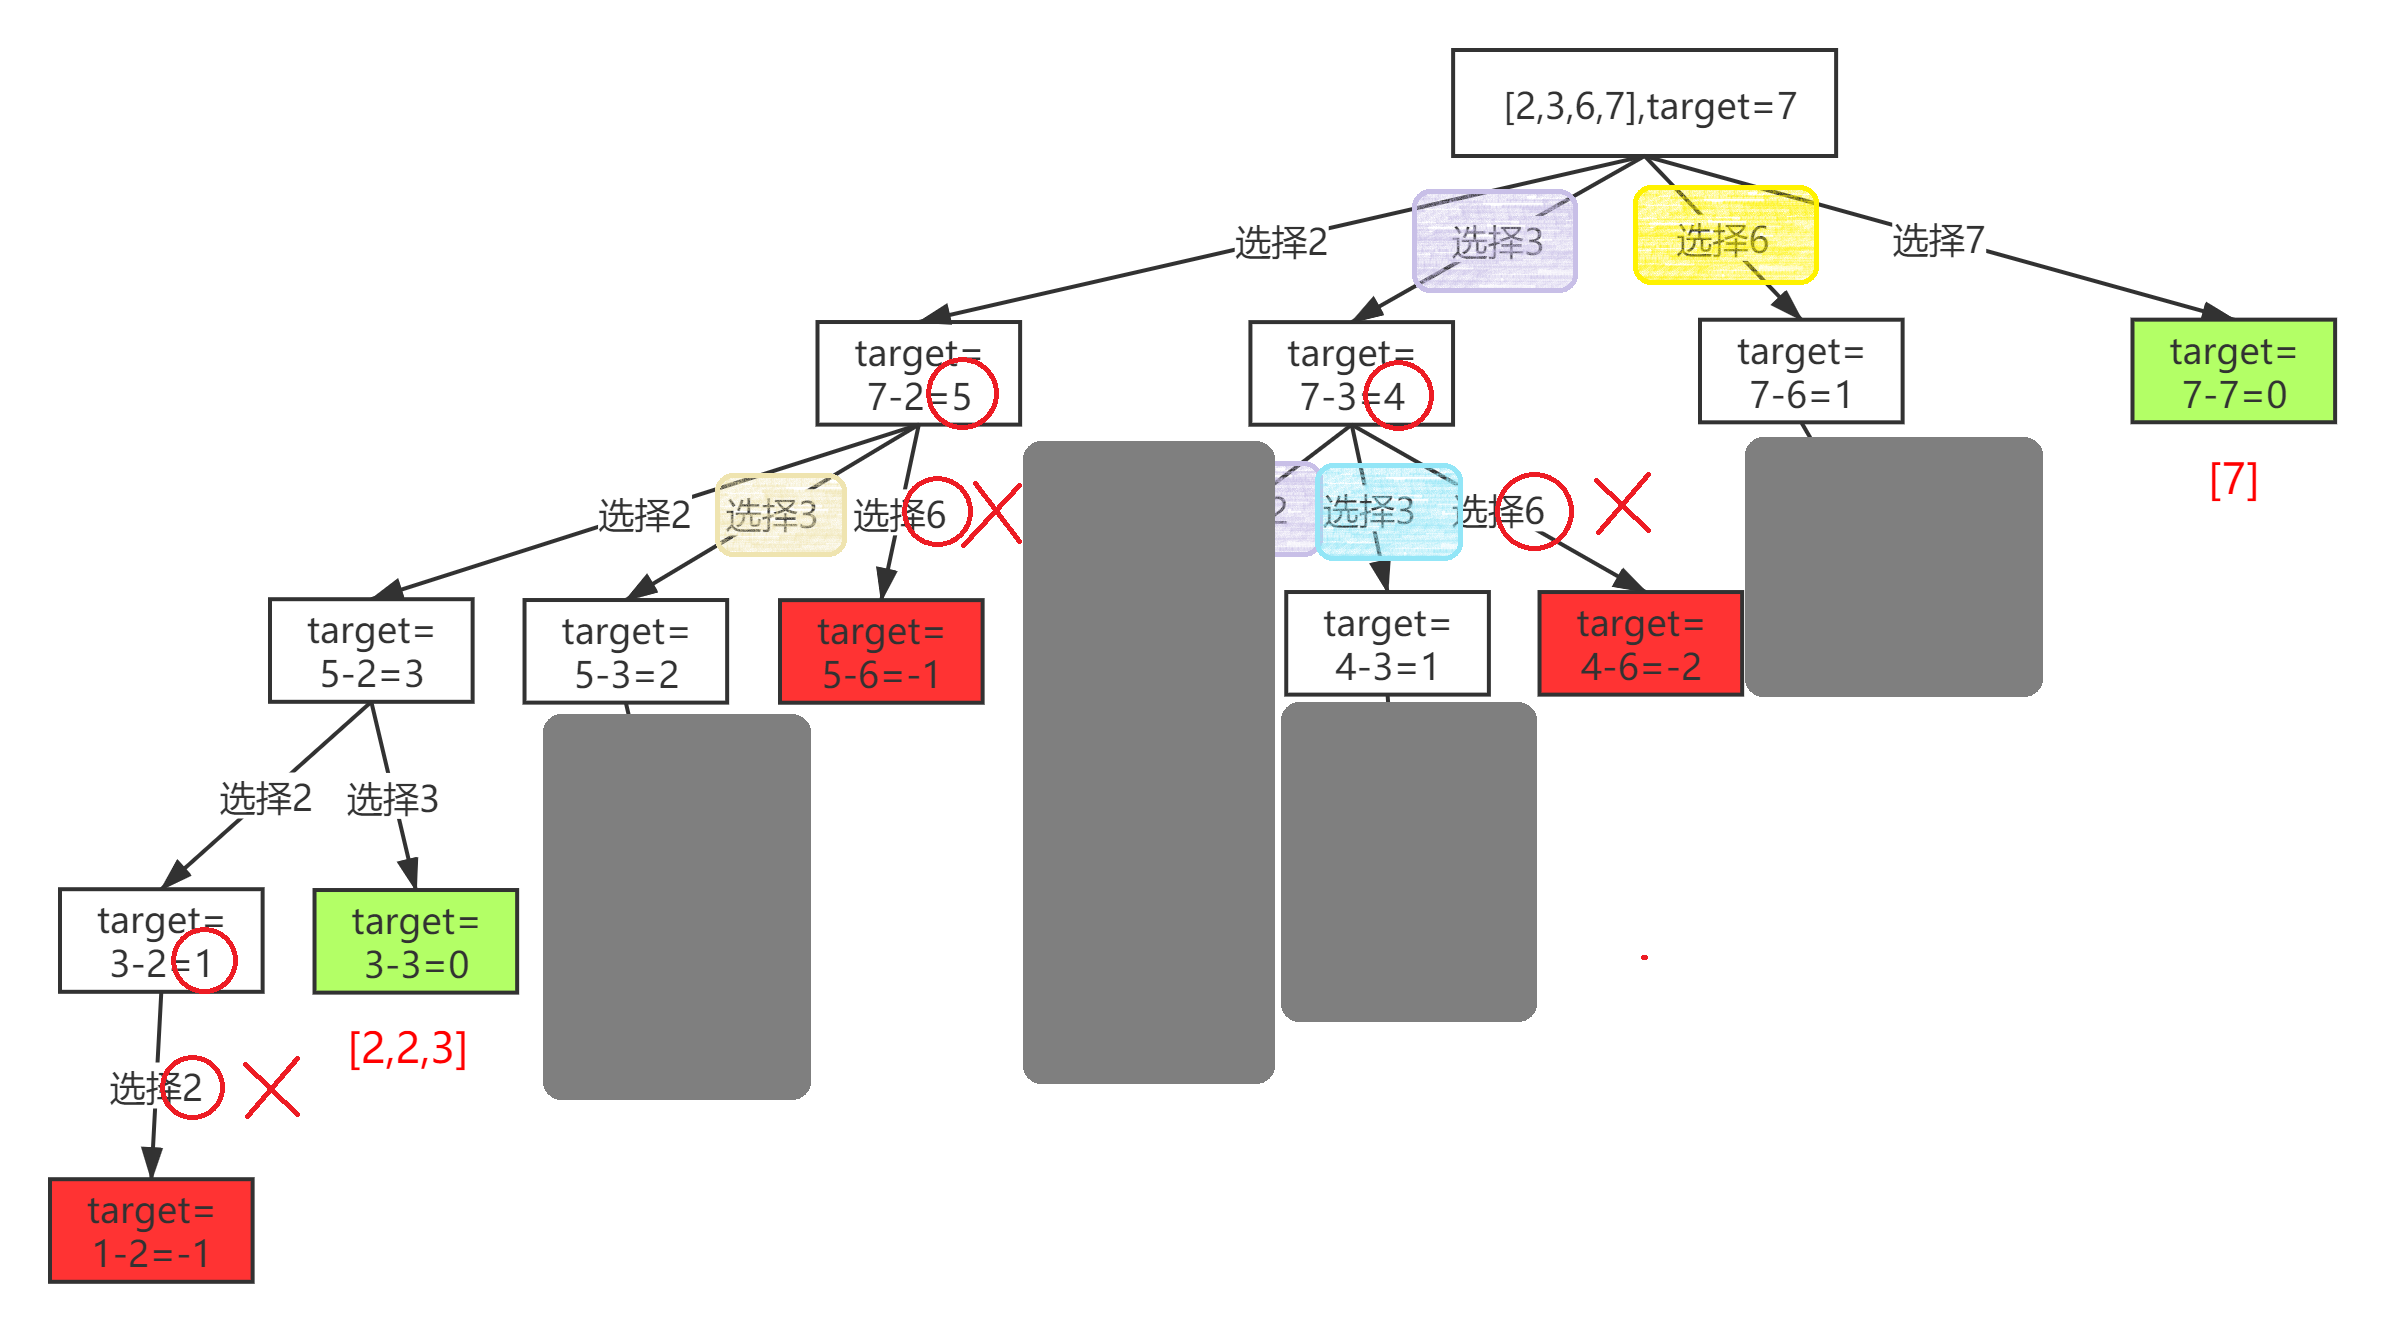 [2,3,6,7],target=7
选择2
选择3
选择6
选择7
target=
7-2=5
target=
7-3=4
target=
7-6=1
target=
7-7=0
[7]
选择2
选择3
选择6
2
选择3
选择6
target=
5-2=3
target=
5-3=2
target=
5-6=-1
target=
4-3=1
target=
4-6=-2
选择2
选择3
target=
3-2=1
target=
3-3=0
[2,2,3]
选择2
target=
1-2=-1